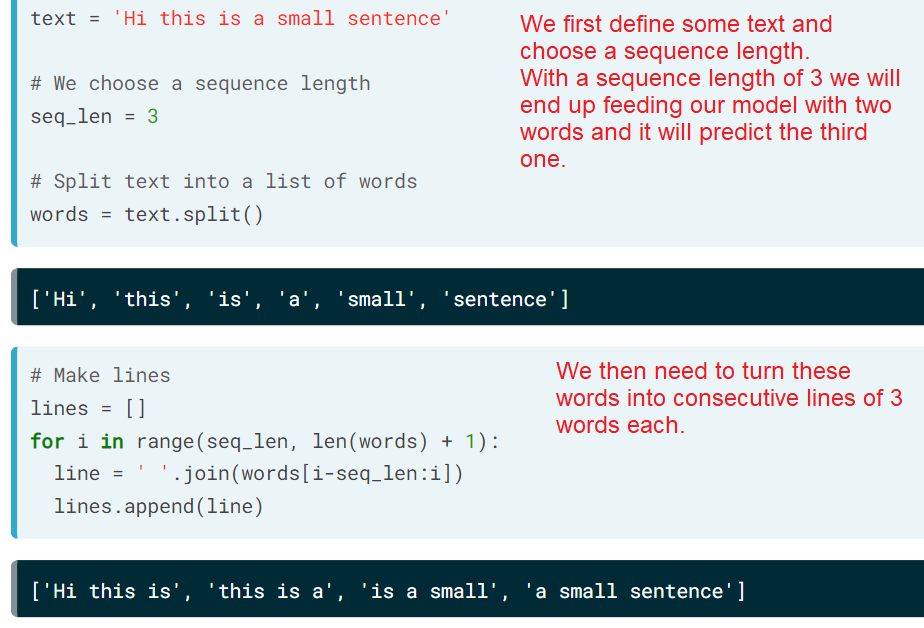 text = 'Hi this is a small sentence'
# We choose a sequence length
seq_len = 3
# Split text into a list of words
words = text.split()
We first define some text and
choose a sequence length.
With a sequence length of 3 we will
end up feeding our model with two
words and it will predict the third
one.
['Hi', 'this', 'is', 'a', 'small', 'sentence']
# Make lines
lines = []
for i in range(seq_len, len(words) + 1):
  line = ' '.join(words[i-seq_len:i])
  lines.append(line)
We then need to turn these
words into consecutive lines of 3
words each.
['Hi this is', 'this is a', 'is a small', 'a small sentence']